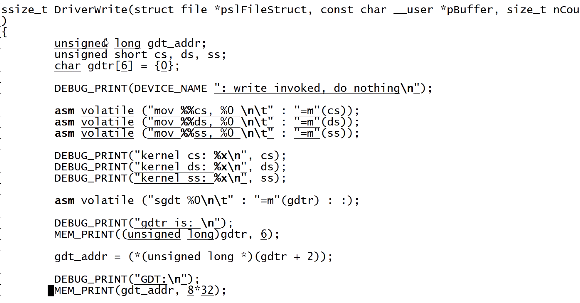 ssize_t DriverWrite(struct file *pslFileStruct, const char __user *pBuffer, size_t nCou
)
{
unsigned long gdt_addr;
unsigned short cs, ds, ss;
char gdtr[6] = {0};
DEBUG_PRINT(DEVICE_NAME ": write invoked, do nothing\n");
asm volatile ("mov %%cs, %0 \n\t" : "=m"(cs));
asm volatile ("mov %%ds, %0 \n\t" : "=m"(ds));
asm volatile ("mov %%ss, %0 \n\t" : "=m"(ss));
DEBUG_PRINT("kernel cs: %x\n", cs);
DEBUG_PRINT("kernel ds: %x\n", ds);
DEBUG_PRINT("kernel ss: %x\n", ss);
asm volatile ("sgdt %0\n\t" : "=m"(gdtr) : :);
DEBUG_PRINT("gdtr is: \n");
MEM_PRINT((unsigned long)gdtr, 6);
gdt_addr = (*(unsigned long *)(gdtr + 2));
DEBUG_PRINT("GDT:\n");
MEM_PRINT(gdt_addr, 8*32);